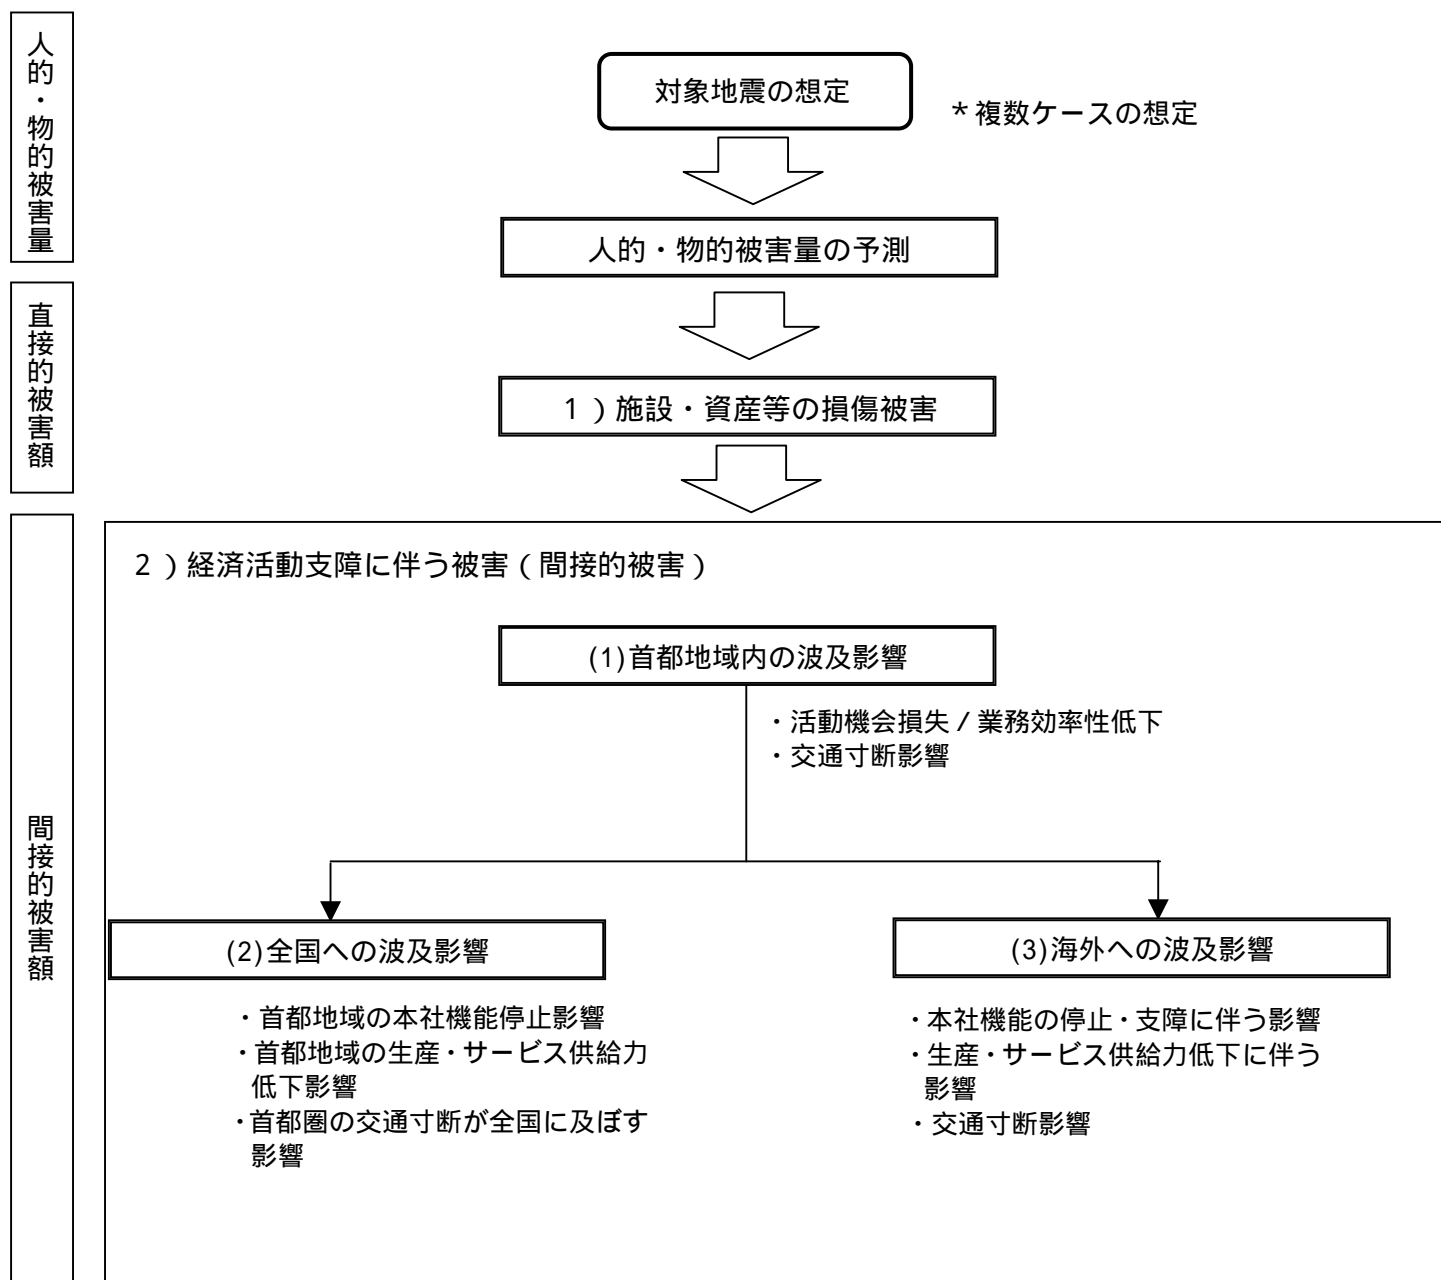 人的・物的被害量
対象地震の想定
＊複数ケースの想定
人的・物的被害量の予測
直接的被害額
1）施設・資産等の損傷被害
間接的被害額
2）経済活動支障に伴う被害（間接的被害）
(1)首都地域内の波及影響
・活動機会損失/業務効率性低下
・交通寸断影響
(2)全国への波及影響
・首都地域の本社機能停止影響
・首都地域の生産・サービス供給力
低下影響
・首都圏の交通寸断が全国に及ぼす
影響
(3)海外への波及影響
・本社機能の停止・支障に伴う影響
・生産・サービス供給力低下に伴う
影響
・交通寸断影響